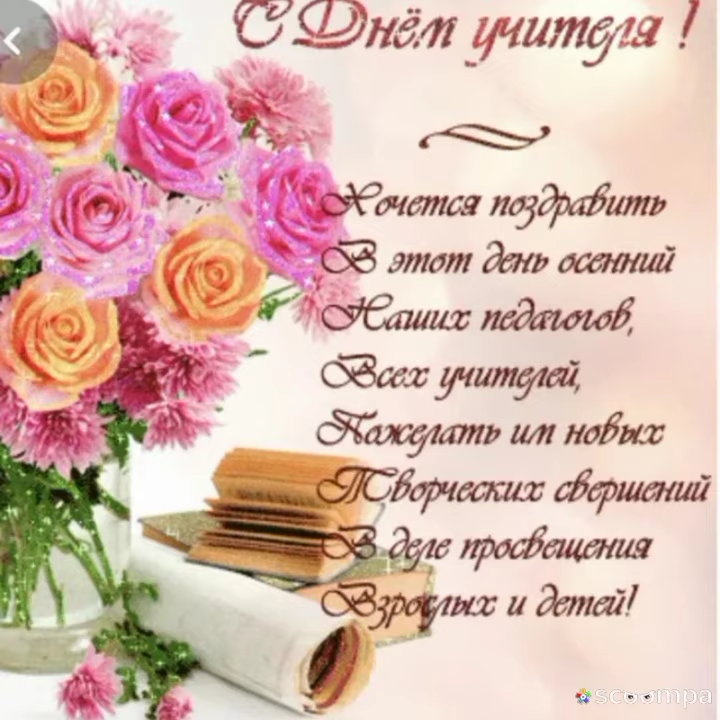 С Днём учителя !
Хочется поздравить
В этот день осенний
Наших педагогов,
Всех учителей,
Пожелать им новых
Творческих свершений
В деле просвещения
Взрослых и детей!
scoompa